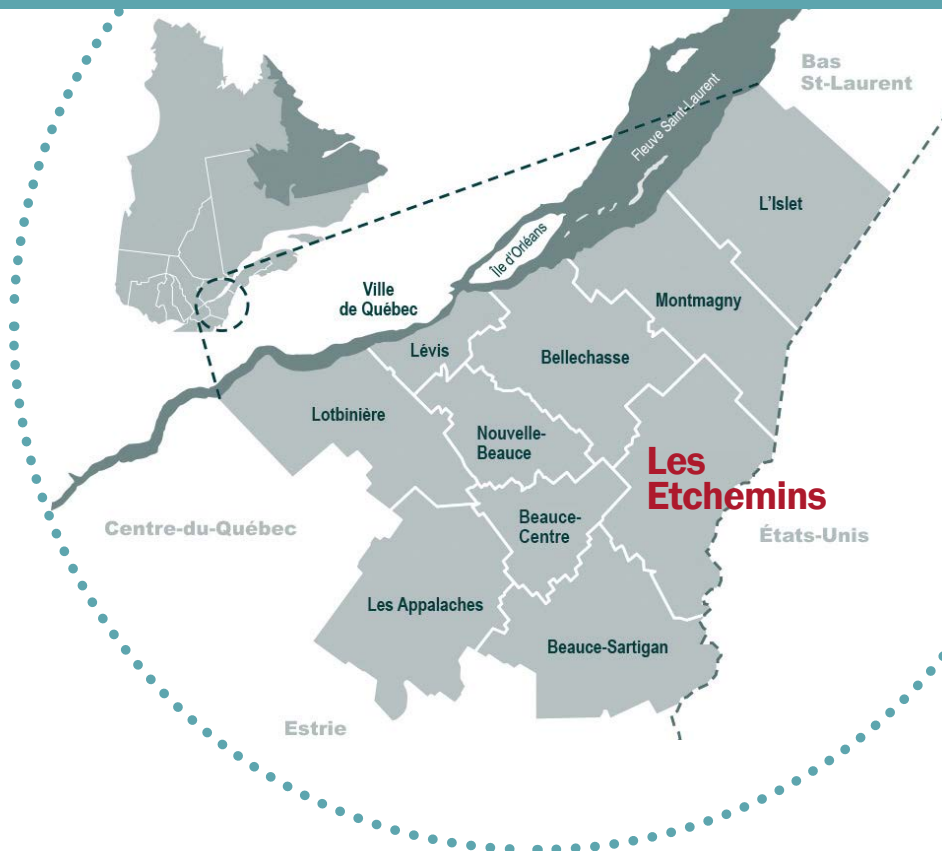 Bas
St-Laurent
Fleuve Saint-Laurent
L'Islet
Île d'Orléans
Ville
de Québec
Montmagny
Lévis
Bellechasse
Lotbinière
Nouvelle-
Beauce
Les
Etchemins
Centre-du-Québec
Beauce-
Centre
États-Unis
Les Appalaches
Beauce-Sartigan
Estrie